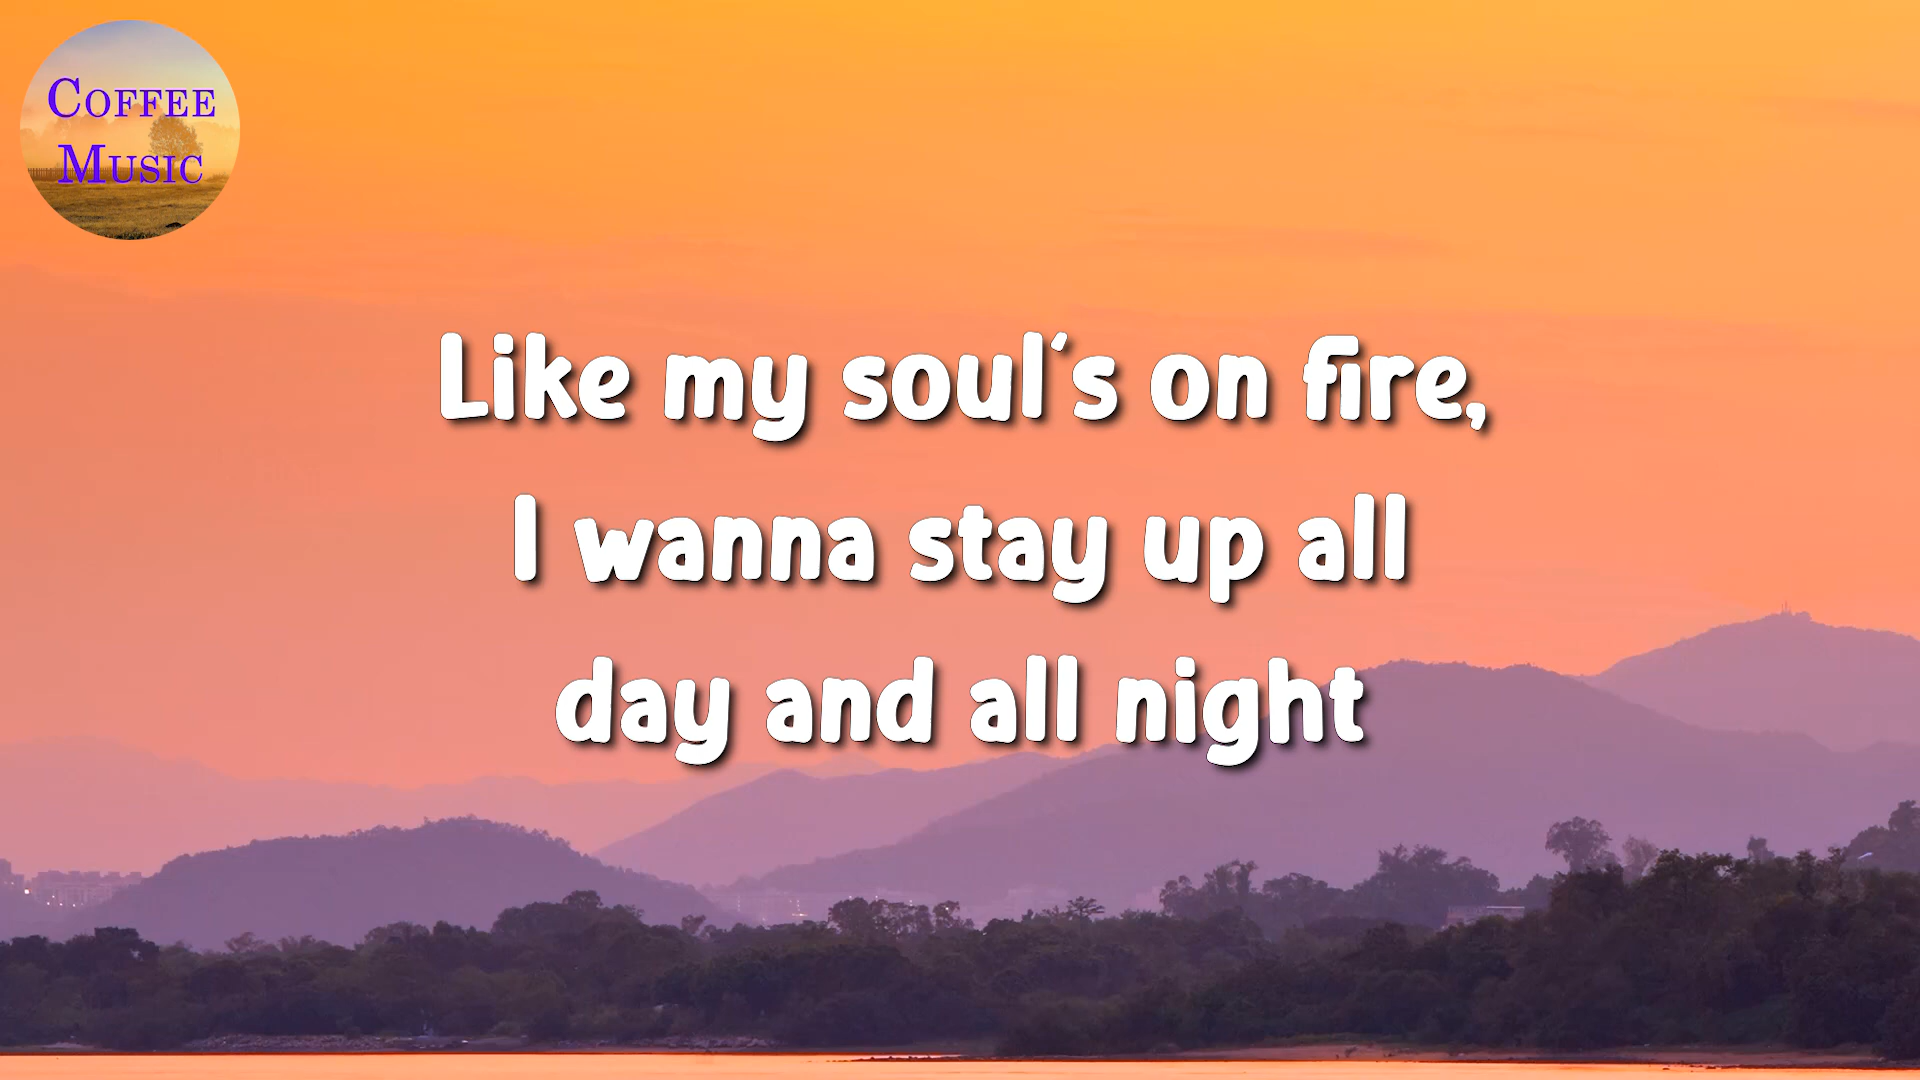 COFFEE
MUSIC
Like my soul's on fire,
I wanna stay up all
day and all night